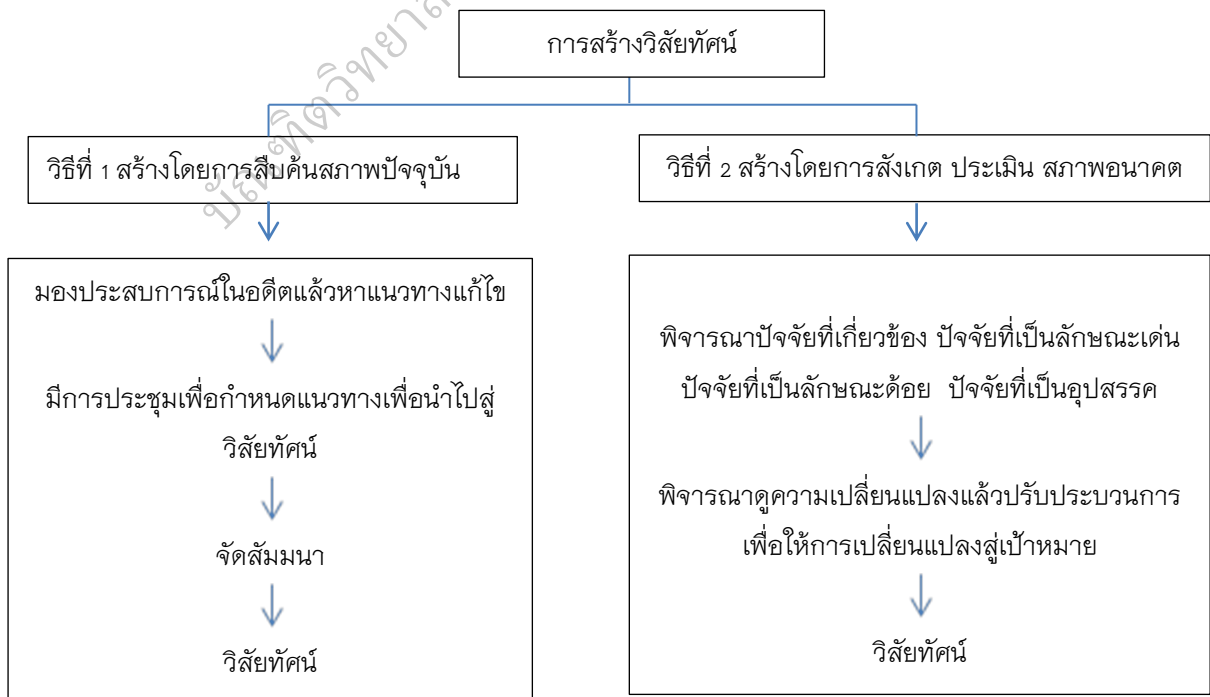 การสร้างวิสัยทัศน์
วิธีที่ 1 สร้างโดยการสืบค้นสภาพปัจจุบัน
วิธีที่ 2 สร้างโดยการสังเกต ประเมิน สภาพอนาคต
มองประสบการณ์ในอดีตแล้วหาแนวทางแก้ไข
มีการประชุมเพื่อกำหนดแนวทางเพื่อนำไปสู่
วิสัยทัศน์
จัดสัมมนา
วิสัยทัศน์
พิจารณาปัจจัยที่เกี่ยวข้อง ปัจจัยที่เป็นลักษณะเด่น
ปัจจัยที่เป็นลักษณะด้อย ปัจจัยที่เป็นอุปสรรค
พิจารณาดูความเปลี่ยนแปลงแล้วปรับประบวนการ
เพื่อให้การเปลี่ยนแปลงสู่เป้าหมาย
วิสัยทัศน์